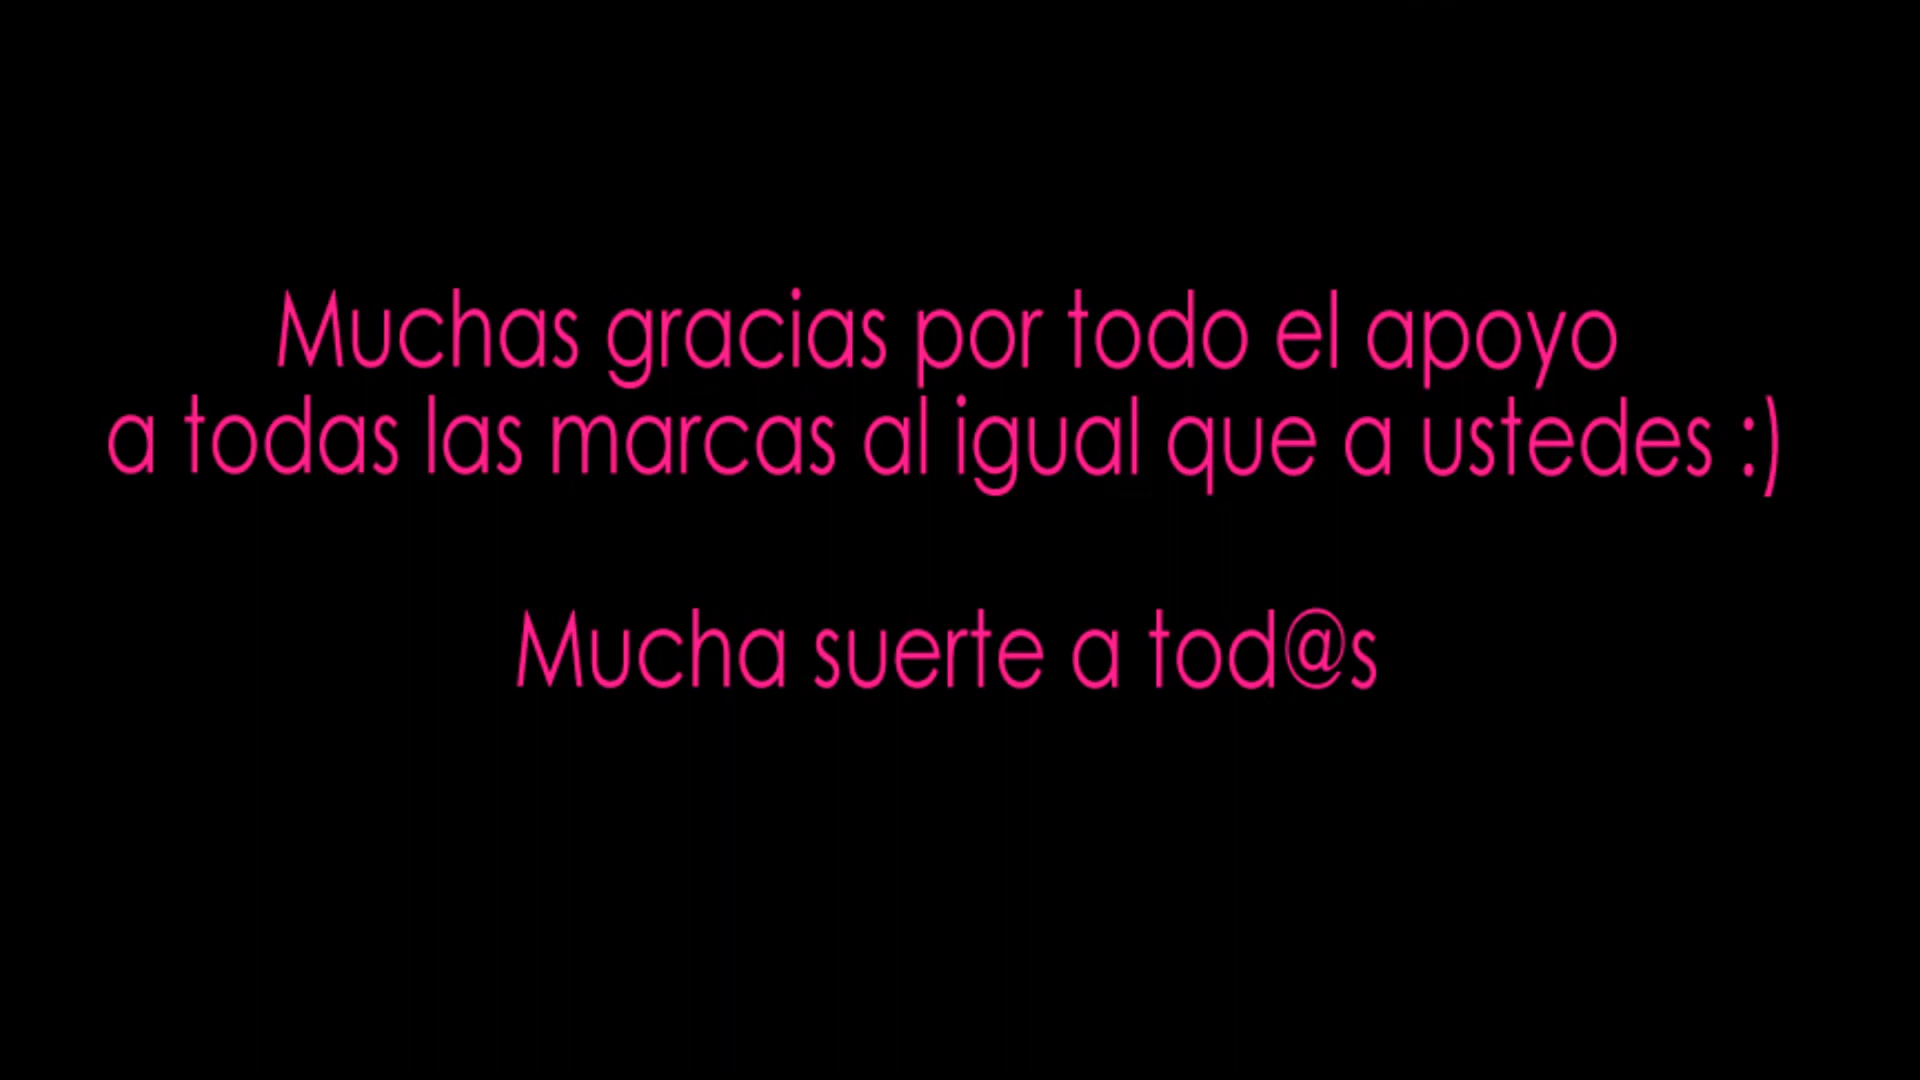 Muchas gracias por todo el apoyo
a todas las marcas al igual que a ustedes :)
Mucha suerte a tod@s